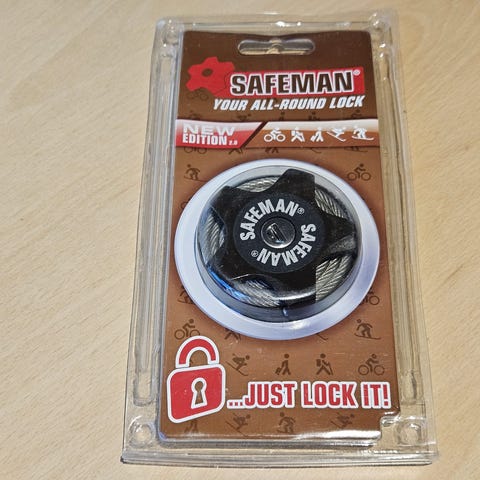 SAFEMAN®
YOUR ALL-ROUND LOCK
NEW
EDITION 2.0
SAFEMAN®
SAFEMAN®
...JUST LOCK IT!